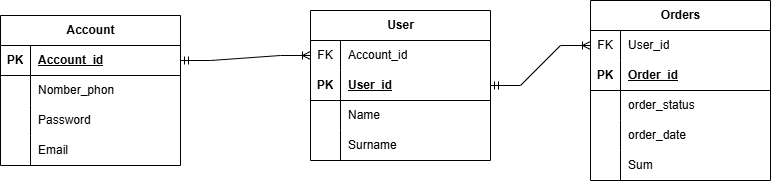 Account
PK Account_id
Nomber_phon
Password
Email
User
FK Account_id
PK User_id
Name
Surname
Orders
FK User_id
PK Order_id
order_status
order_date
Sum